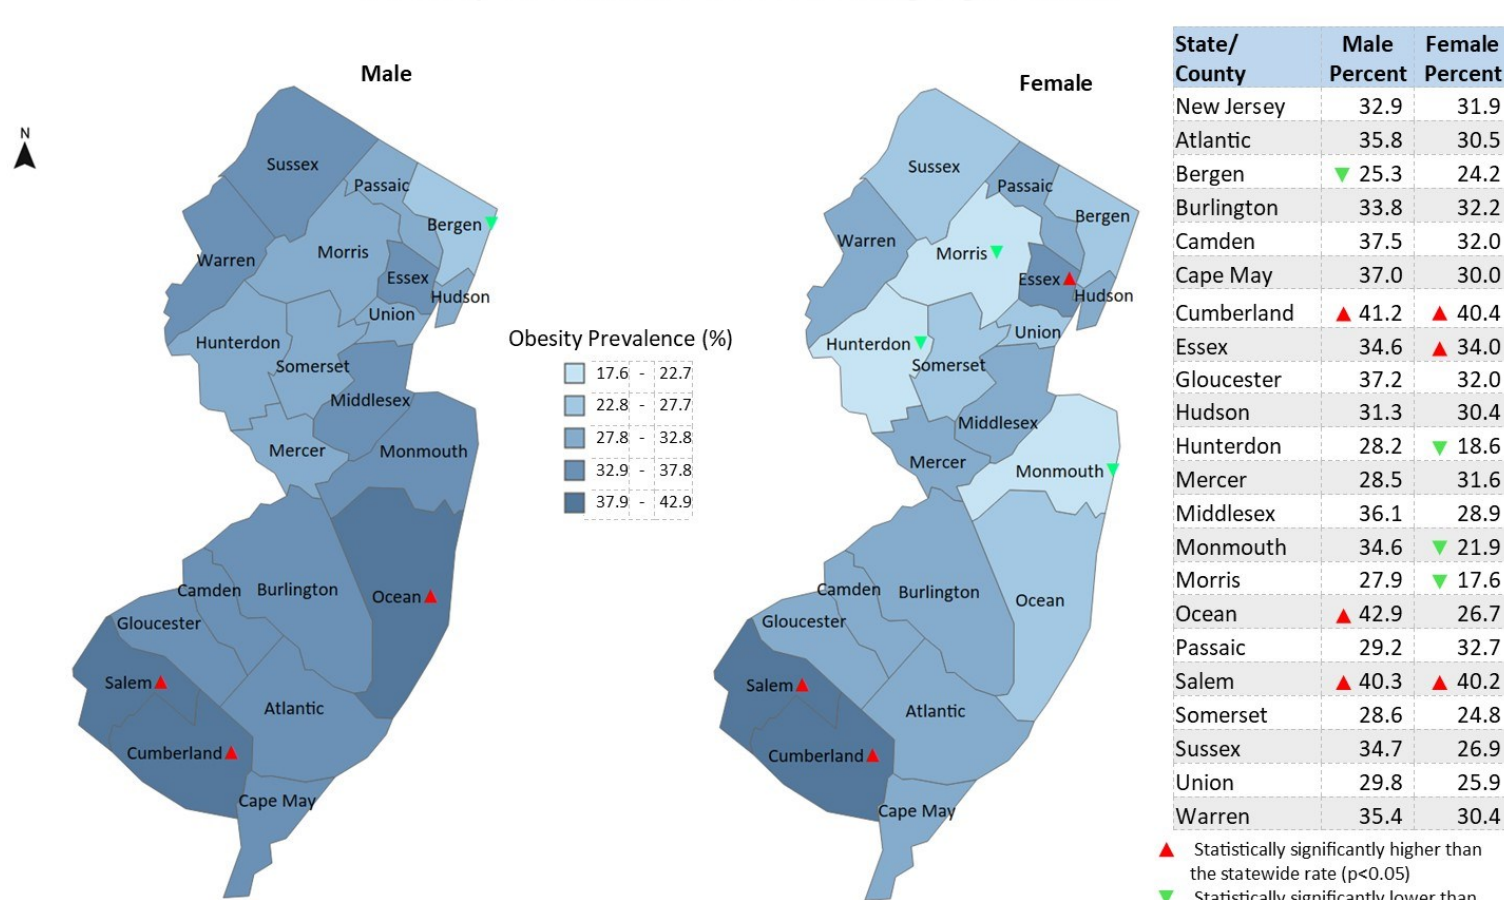 Male
Female
N
Sussex
Passaic
Bergen
Morris
Warren
Essex
Hudson
Union
Hunterdon
Somerset
Middlesex
Mercer
Monmouth
Camden
Burlington
Ocean
Gloucester
Salem
Atlantic
Cumberland
Cape May
Obesity Prevalence (%)
17.6 - 22.7
22.8 - 27.7
27.8 - 32.8
32.9 - 37.8
37.9 - 42.9
Sussex
Passaic
Bergen
Warren
Morris
Essex
Hudson
Union
Hunterdon
Somerset
Middlesex
Mercer
Monmouth
Camden
Burlington
Ocean
Gloucester
Salem
Atlantic
Cumberland
Cape May
State/ Male Female
County Percent Percent
New Jersey 32.9 31.9
Atlantic 35.8 30.5
Bergen ▼ 25.3 24.2
Burlington 33.8 32.2
Camden 37.5 32.0
Cape May 37.0 30.0
Cumberland ▲ 41.2 ▲ 40.4
Essex 34.6 ▲ 34.0
Gloucester 37.2 32.0
Hudson 31.3 30.4
Hunterdon 28.2 ▼ 18.6
Mercer 28.5 31.6
Middlesex 36.1 28.9
Monmouth 34.6 ▼ 21.9
Morris 27.9 ▼ 17.6
Ocean ▲ 42.9 26.7
Passaic 29.2 32.7
Salem ▲ 40.3 ▲ 40.2
Somerset 28.6 24.8
Sussex 34.7 26.9
Union 29.8 25.9
Warren 35.4 30.4
▲ Statistically significantly higher than
the statewide rate (p<0.05)
▼ Statistically significantly lower than